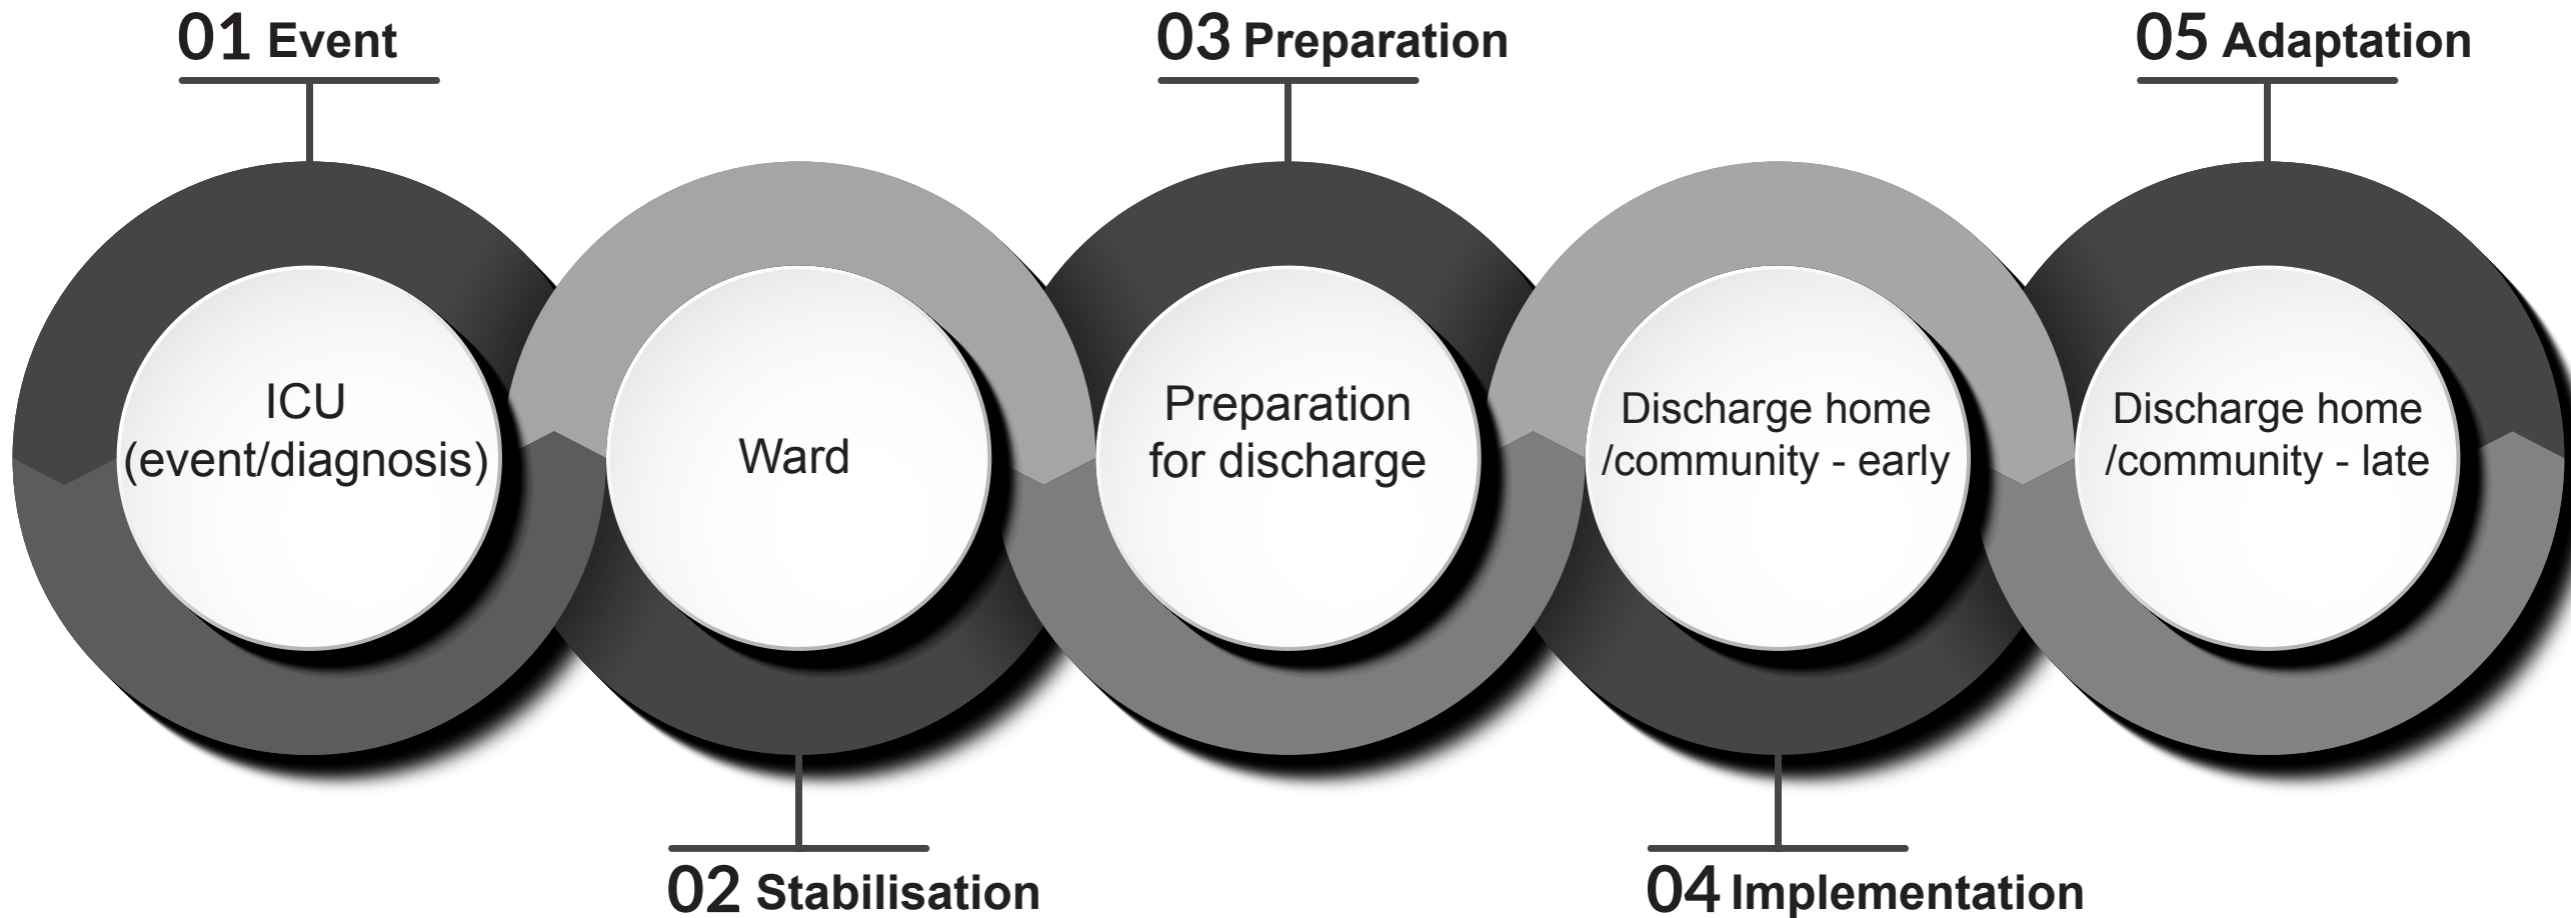 01 Event
03 Preparation
05 Adaptation
ICU
(event/diagnosis)
Ward
Preparation
for discharge
Discharge home
/community - early
Discharge home
/community - late
02 Stabilisation
04 Implementation